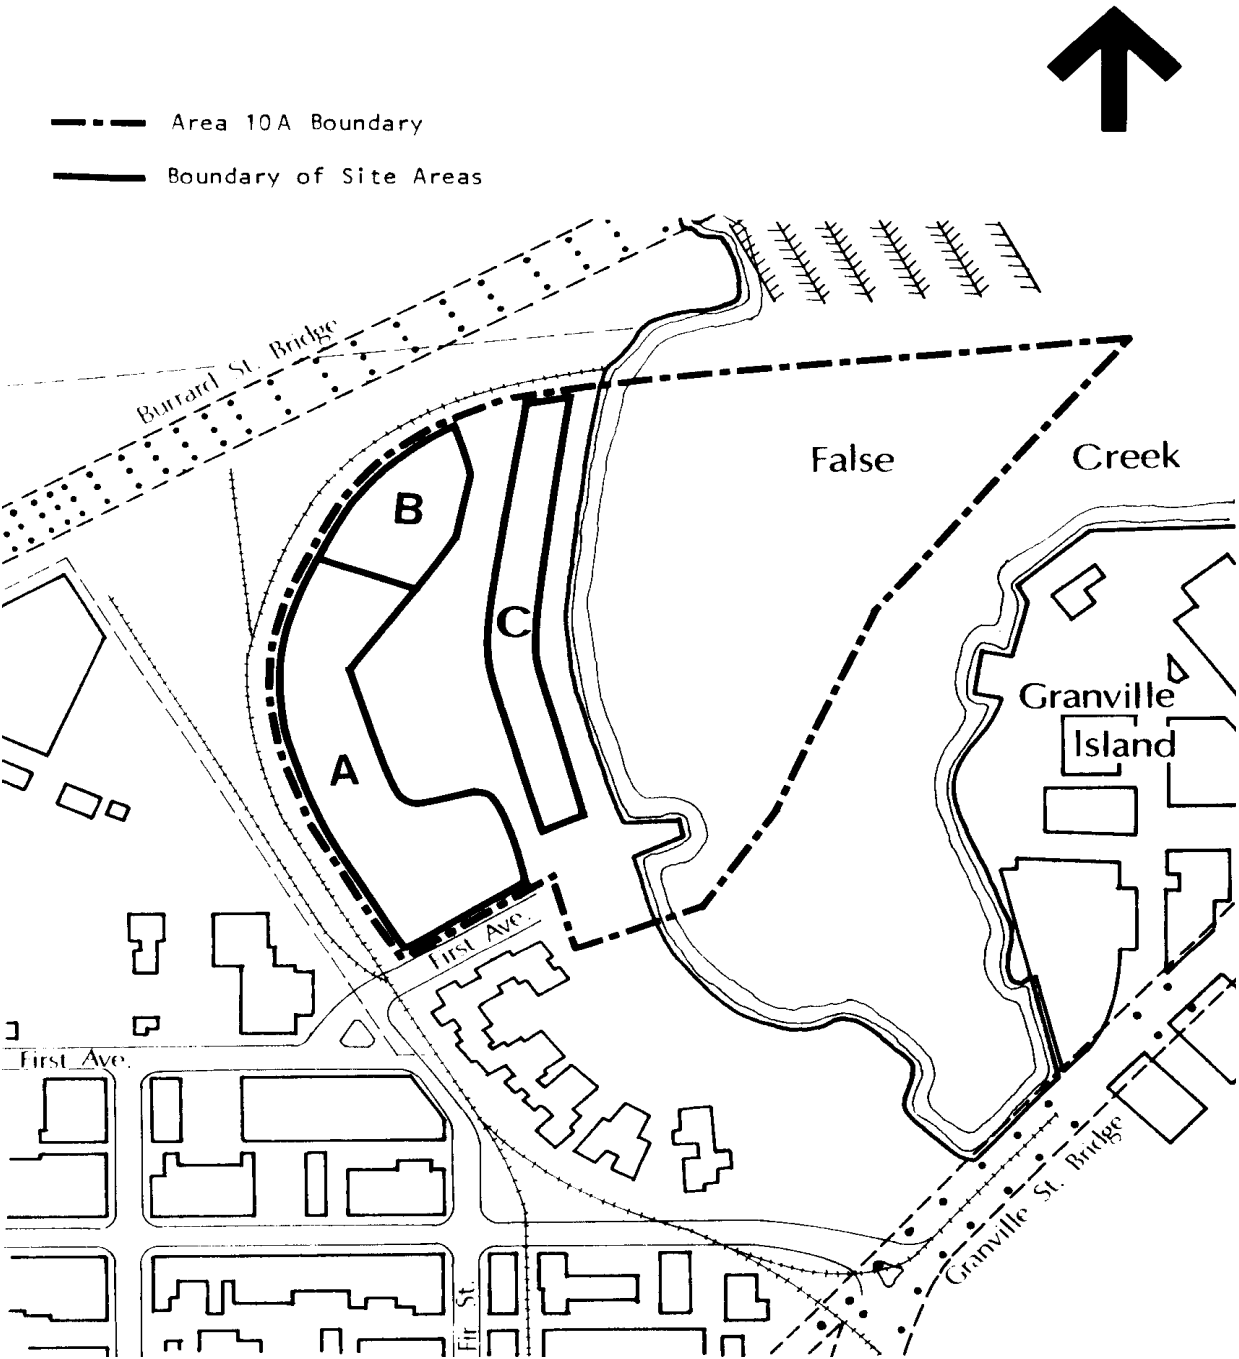 Area 10A Boundary
Boundary of Site Areas
Burrard St. Bridge
False Creek
B
C
Granville
Island
A
First Ave.
First Ave.
Granville St. Bridge
Fir St.